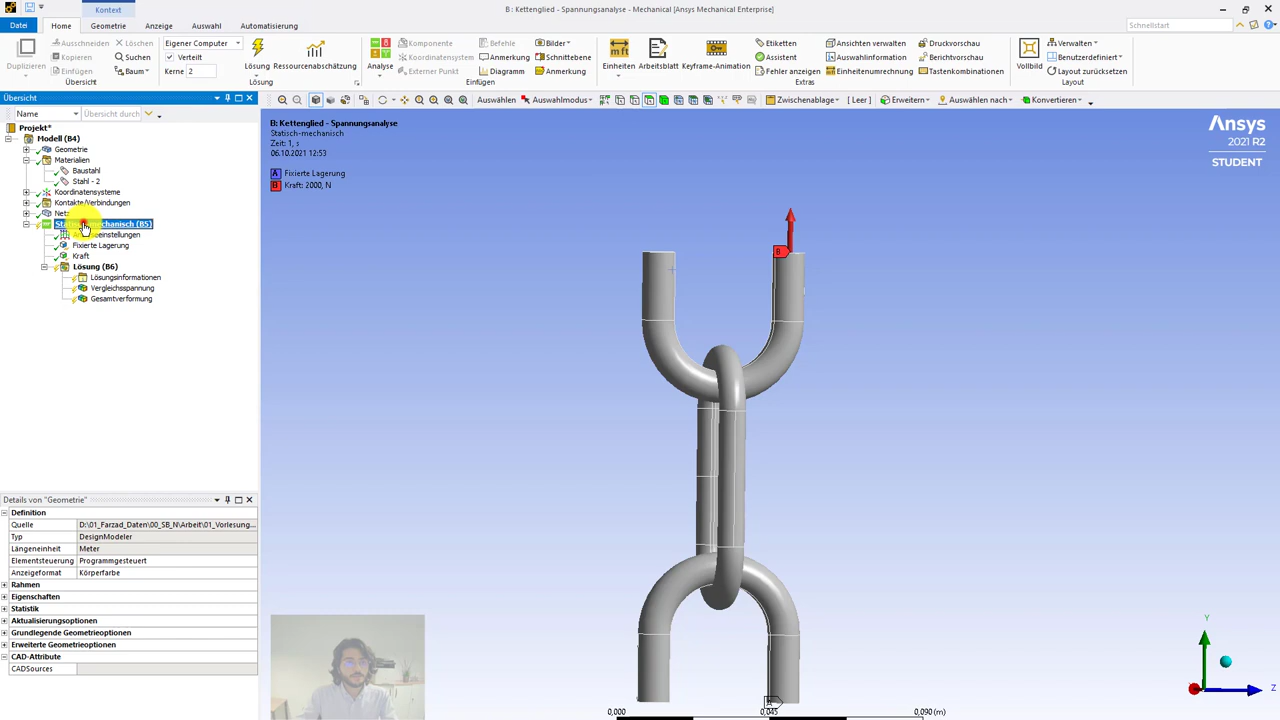 Kontext
B : Kettenglied - Spannungsanalyse - Mechanical [Ansys Mechanical Enterprise]
Datei Home Geometrie Anzeige Auswahl Automatisierung Schnellstart
Duplizieren
Ausschneiden Löschen
Kopieren Suchen
Einfügen Baum
Übersicht
Eigener Computer
Verteilt
Kerne 2
Lösung
Ressourcenabschätzung
Lösung
Analyse
Komponente
Koordinatensystem
Externer Punkt
Befehle
Kommentar
Diagramm
Bilder
Schnittebene
Anmerkung
Einfügen
Einheiten
Arbeitsblatt
Keyframe-Animation
Etiketten
Assistent
Fehler anzeigen
Ansichten verwalten
Einheitenumrechnung
Druckvorschau
Berichtvorschau
Tastenkombinationen
Extras
Vollbild
Verwalten
Benutzerdefiniert
Layout zurücksetzen
Layout
Auswählen Auswahlmodus Zwischenablage [ Leer ] Erweitern Auswählen nach Konvertieren
Übersicht
Name Übersicht durch
Projekt*
Modell (B4)
Geometrie
Materialien
Baustahl
Stahl - 2
Koordinatensysteme
Fixierte Lagerung
Kraft
Lösung (B6)
Lösungsinformationen
Vergleichsspannung
Gesamtverformung
B: Kettenglied - Spannungsanalyse
Statisch-mechanisch
Zeit: 1, s
06.10.2021 12:53
A Fixierte Lagerung
B Kraft: 2000, N
Ansys
2021 R2
STUDENT
B
Details von "Geometrie"
Definition
Quelle D:\01_Farzad_Daten\00_SB_N\Arbeit\01_Vorlesung...
Typ DesignModeler
Längeneinheit Meter
Elementsteuerung Programmgesteuert
Anzeigeformat Körperfarbe
Rahmen
Eigenschaften
Statistik
Aktualisierungsoptionen
Grundlegende Geometrieoptionen
Erweiterte Geometrieoptionen
CAD-Attribute
CADSources
Y
Z
0,000 0,045 0,090 (m)